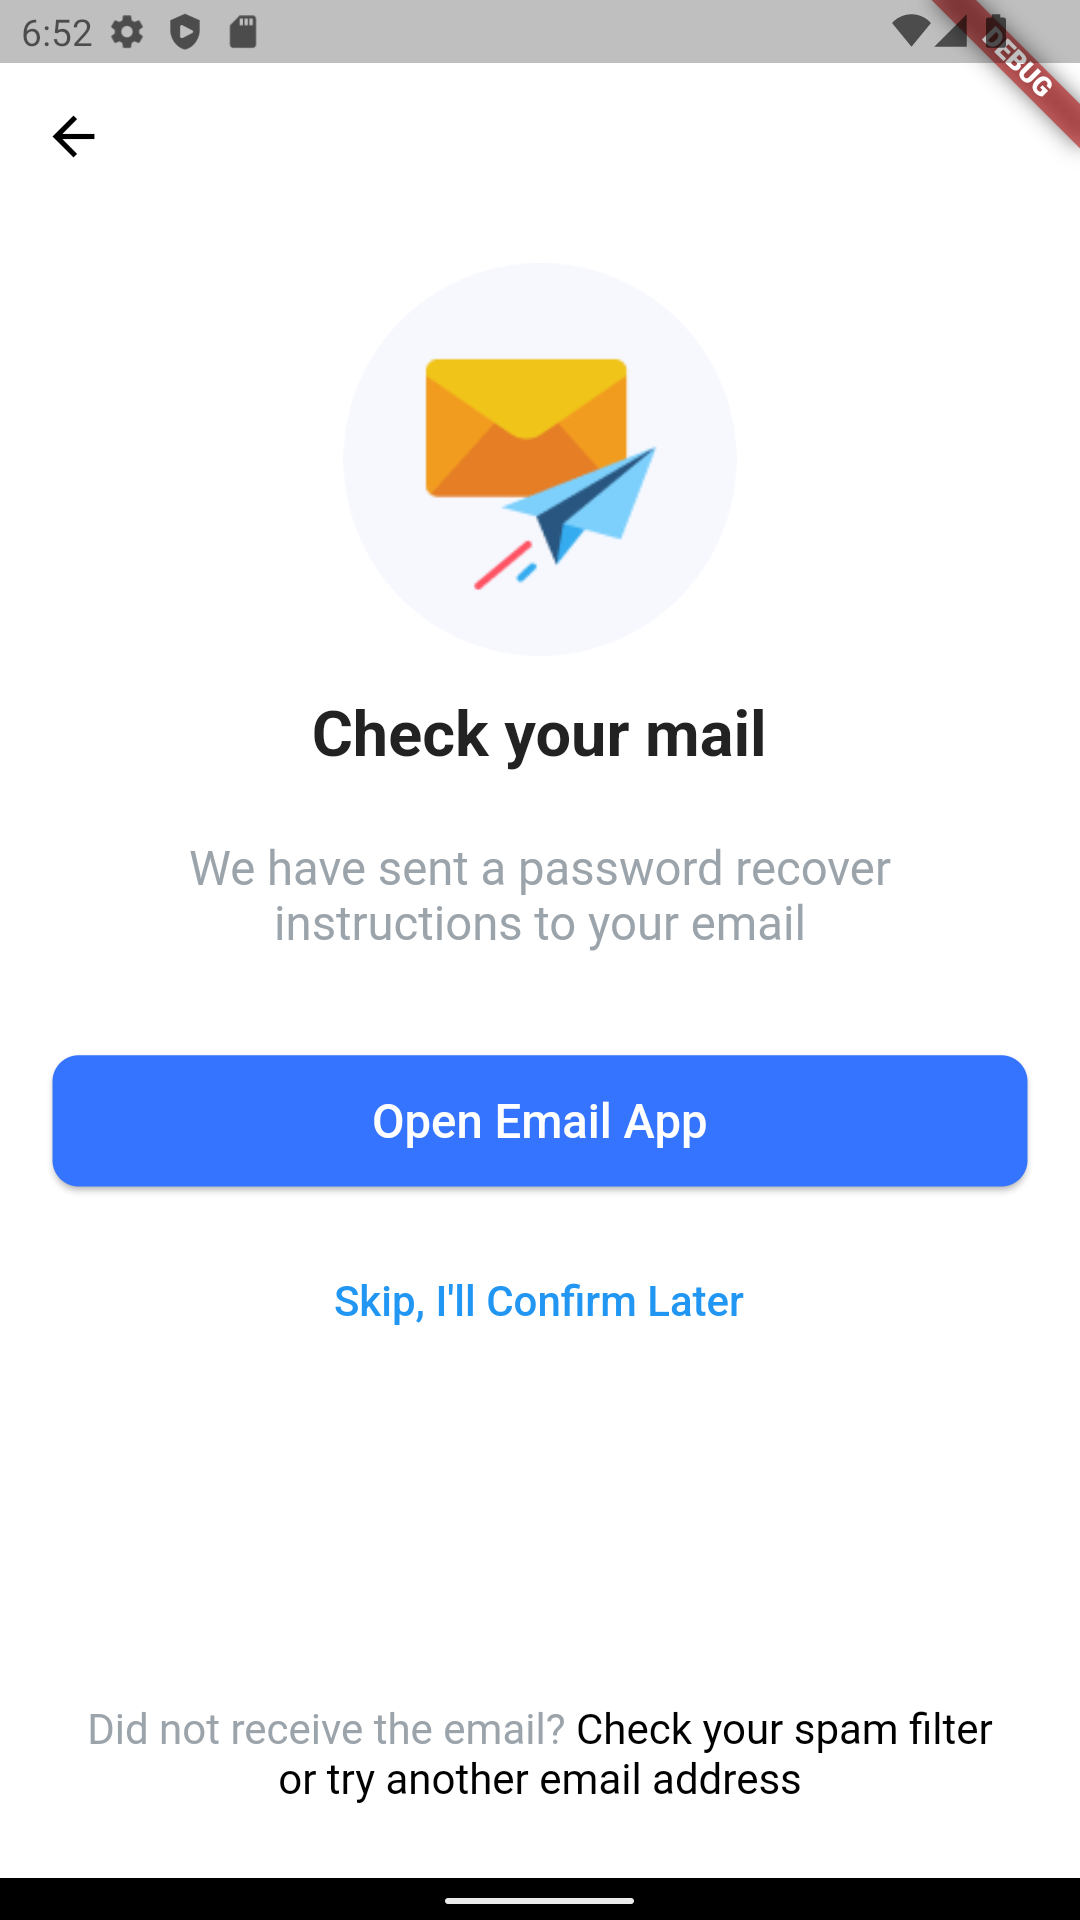 6:52
DEBUG
Check your mail
We have sent a password recover
instructions to your email
Open Email App
Skip, I'll Confirm Later
Did not receive the email? Check your spam filter
or try another email address